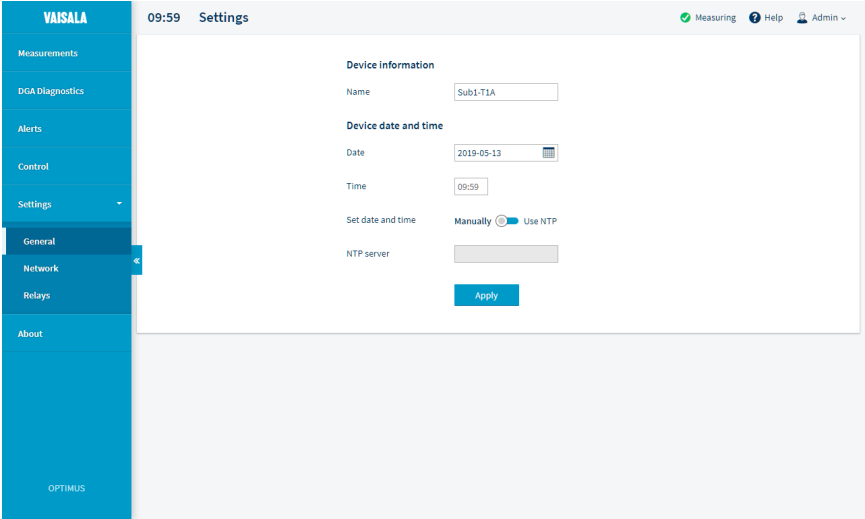 VAISALA
09:59 Settings
Measuring
Help
Admin
Measurements
DGA Diagnostics
Alerts
Control
Settings
General
Network
Relays
About
OPTIMUS
Device information
Name Sub1-T1A
Device date and time
Date 2019-05-13
Time 09:59
Set date and time Manually Use NTP
NTP server
Apply